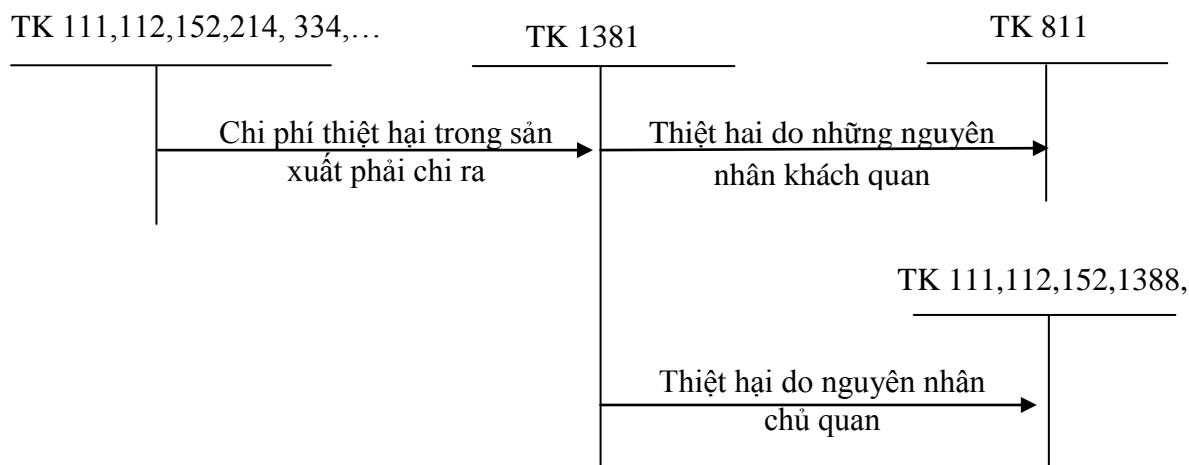 TK 111,112,152,214, 334,…
TK 1381
TK 811
Chi phí thiệt hại trong sản
xuất phải chi ra
Thiệt hai do những nguyên
nhân khách quan
TK 111,112,152,1388,
Thiệt hại do nguyên nhân
chủ quan